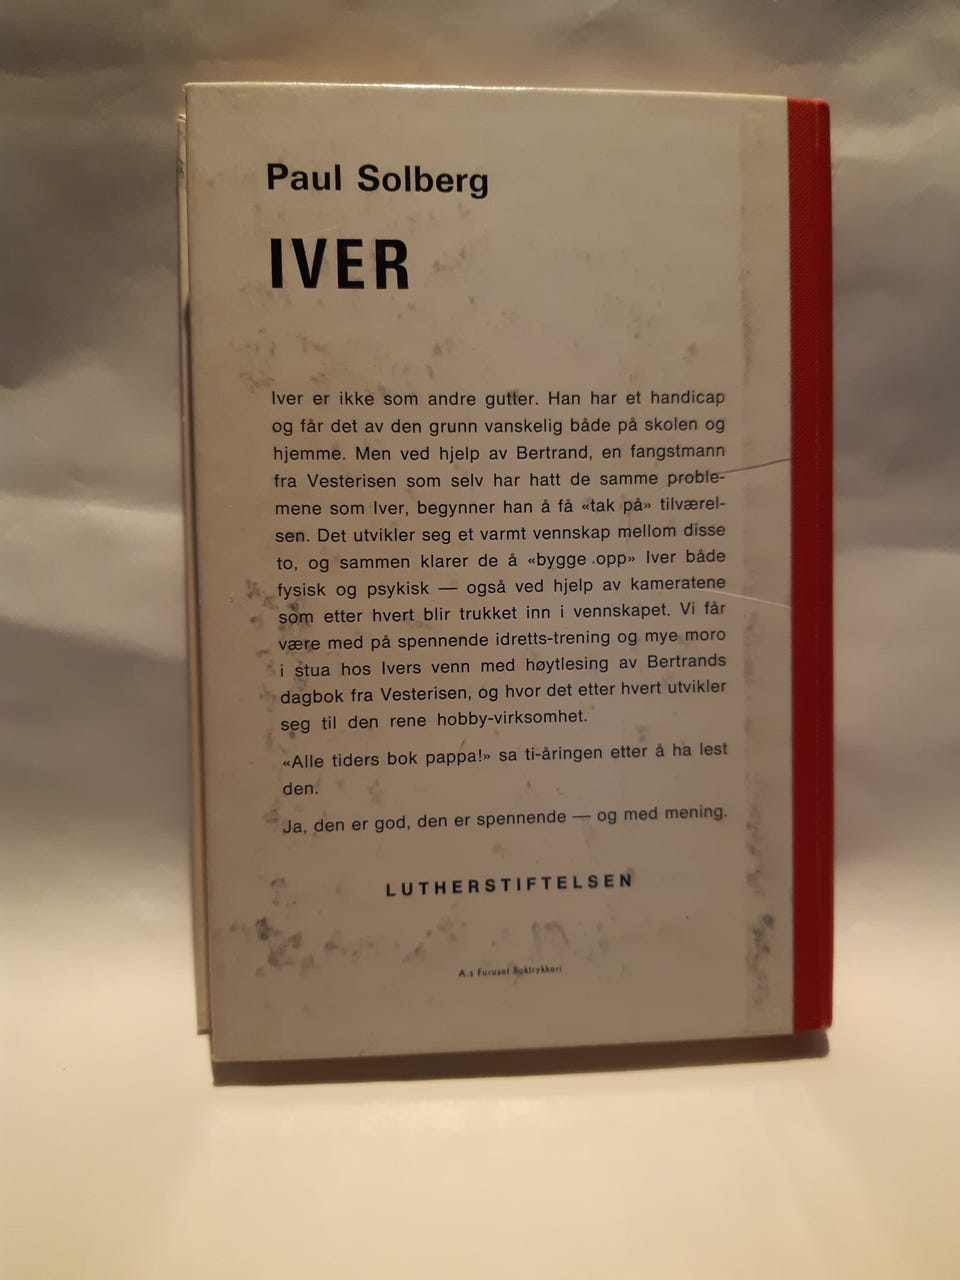 Paul Solberg
IVER
Iver er ikke som andre gutter. Han har et handicap
og får det av den grunn vanskelig både på skolen og
hjemme. Men ved hjelp av Bertrand, en fangstmann
fra Vesterisen som selv har hatt de samme proble-
mene som Iver, begynner han å få «tak på» tilværel-
sen. Det utvikler seg et varmt vennskap mellom disse
to, og sammen klarer de å «bygge opp» Iver både
fysisk og psykisk — også ved hjelp av kameratene
som etter hvert blir trukket inn i vennskapet. Vi får
være med på spennende idretts-trening og mye moro
i stua hos Ivers venn med høytlesing av Bertrands
dagbok fra Vesterisen, og hvor det etter hvert utvikler
seg til den rene hobby-virksomhet.
«Alle tiders bok pappa!» sa ti-åringen etter å ha lest
den.
Ja, den er god, den er spennende — og med mening.
LUTHERSTIFTELSEN
A.s Furuset Boktrykkeri